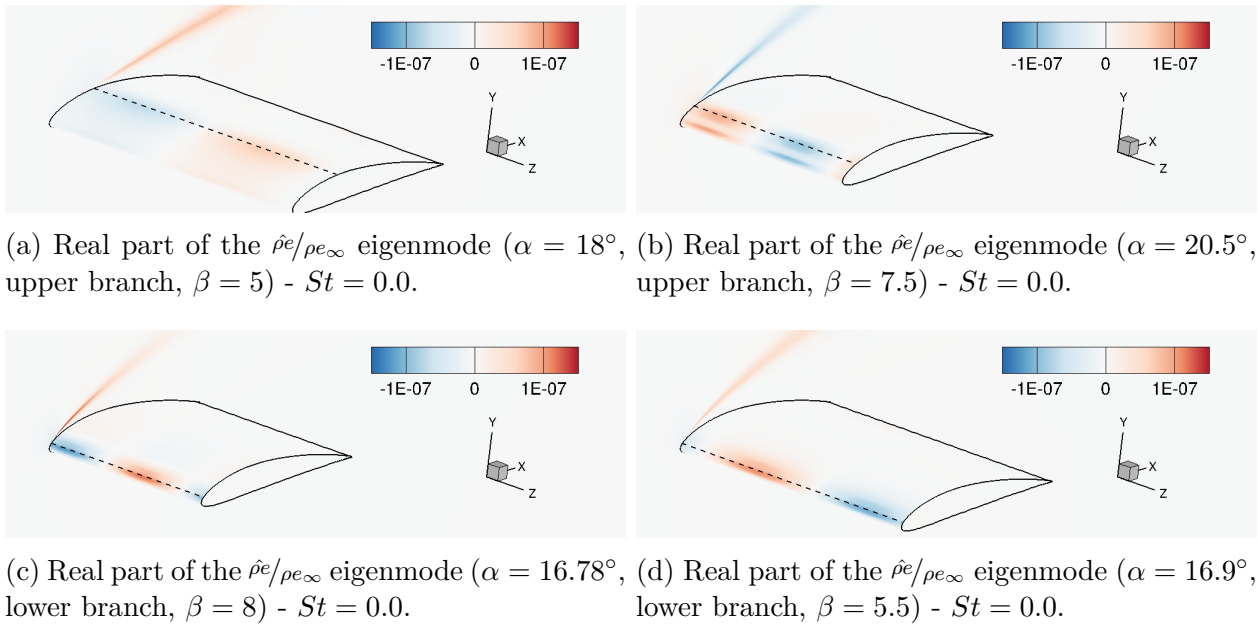 -1E-07 0 1E-07
Y
X
Z
-1E-07 0 1E-07
Y
X
Z
(a) Real part of the ρ̂e/ρe∞ eigenmode (α = 18°,
upper branch, β = 5) - St = 0.0.
(b) Real part of the ρ̂e/ρe∞ eigenmode (α = 20.5°,
upper branch, β = 7.5) - St = 0.0.
-1E-07 0 1E-07
Y
X
Z
-1E-07 0 1E-07
Y
X
Z
(c) Real part of the ρ̂e/ρe∞ eigenmode (α = 16.78°,
lower branch, β = 8) - St = 0.0.
(d) Real part of the ρ̂e/ρe∞ eigenmode (α = 16.9°,
lower branch, β = 5.5) - St = 0.0.